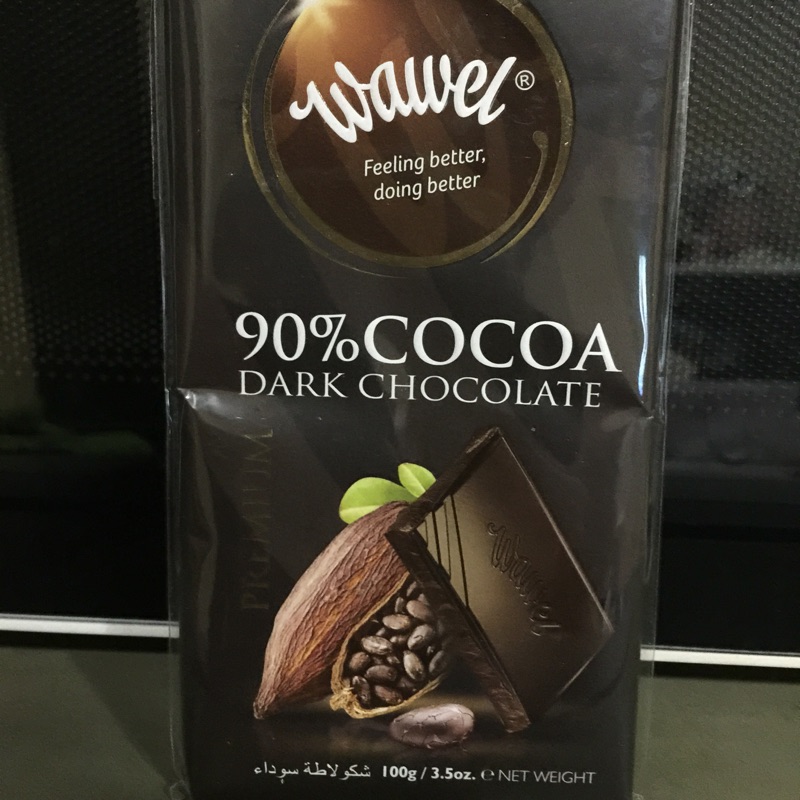 Wawel®
Feeling better,
doing better
90% COCOA
DARK CHOCOLATE
PREMIUM
Wawel
شكولاطة سوداء 100g / 3.5oz. ℮ NET WEIGHT